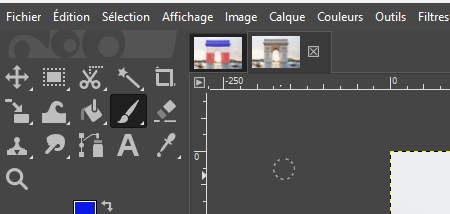 Fichier Édition Sélection Affichage Image Calque Couleurs Outils Filtres
-250 0
A
0